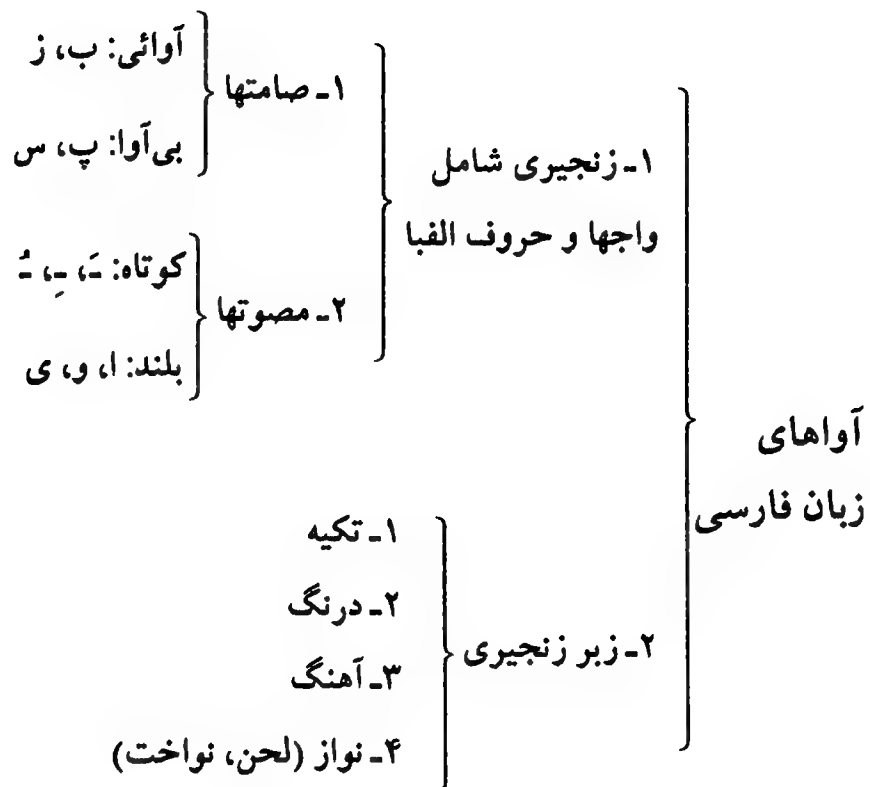 آواهای
زبان فارسی
۱ـ زنجیری شامل
واجها و حروف الفبا
۱ـ صامتها
آوائی: ب، ز
بی‌آوا: پ، س
۲ـ مصوتها
کوتاه: ـَ، ـِ، ـُ
بلند: ا، و، ی
۲ـ زبر زنجیری
۱ـ تکیه
۲ـ درنگ
۳ـ آهنگ
۴ـ نواز (لحن، نواخت)